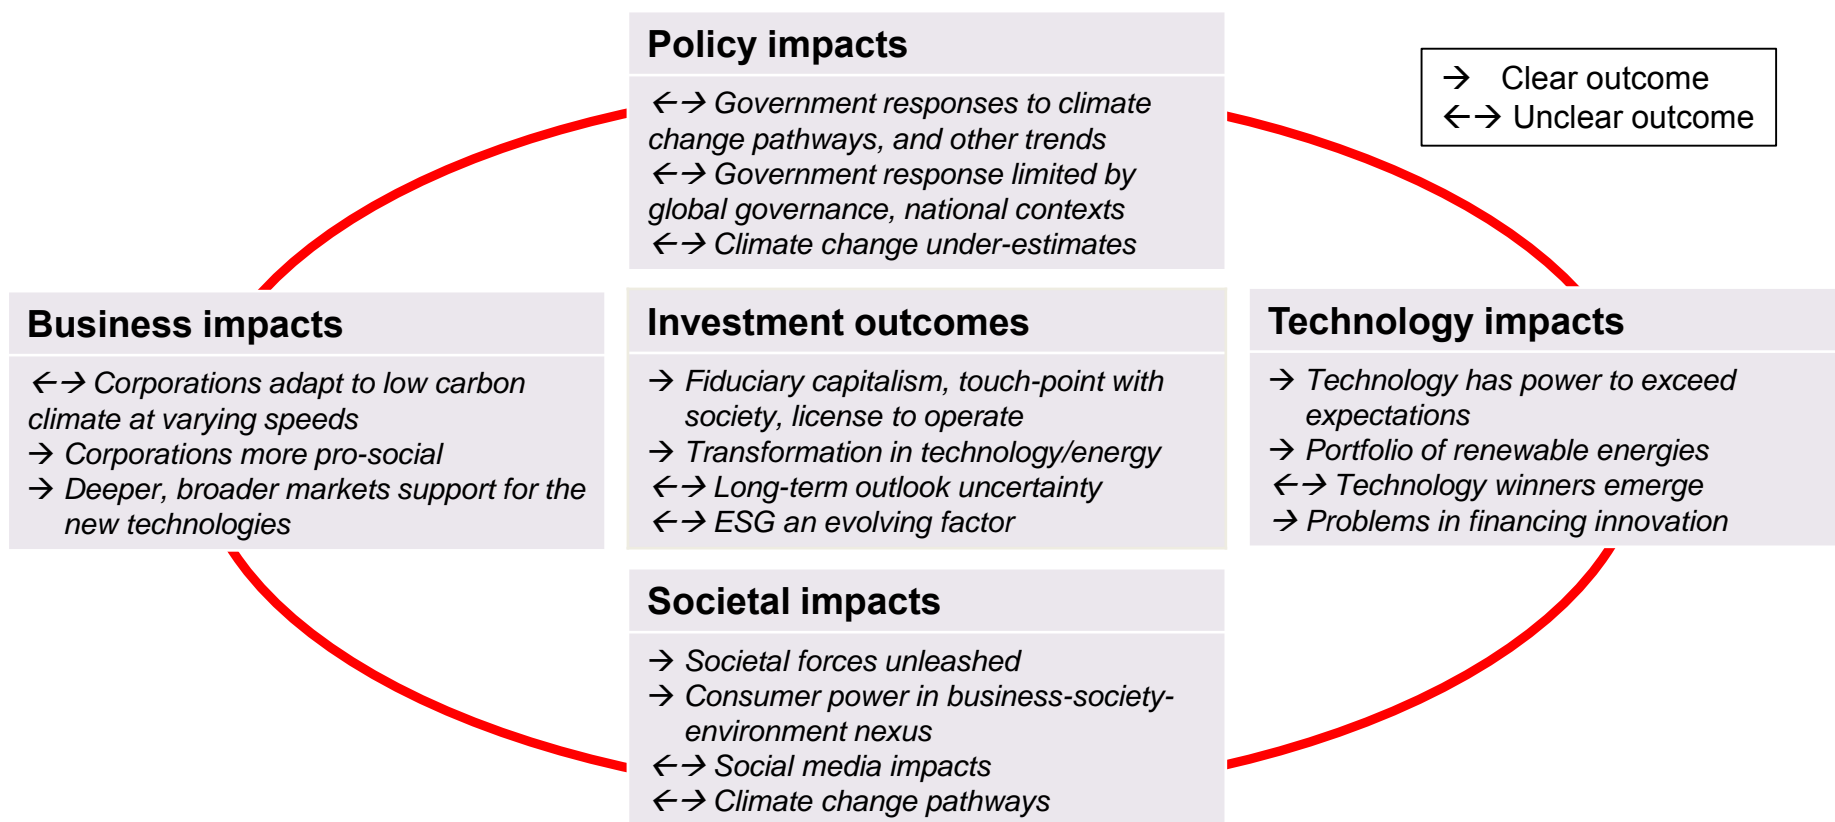 Policy impacts
←→ Government responses to climate
change pathways, and other trends
←→ Government response limited by
global governance, national contexts
←→ Climate change under-estimates
→ Clear outcome
←→ Unclear outcome
Business impacts
←→ Corporations adapt to low carbon
climate at varying speeds
→ Corporations more pro-social
→ Deeper, broader markets support for the
new technologies
Investment outcomes
→ Fiduciary capitalism, touch-point with
society, license to operate
→ Transformation in technology/energy
←→ Long-term outlook uncertainty
←→ ESG an evolving factor
Technology impacts
→ Technology has power to exceed
expectations
→ Portfolio of renewable energies
←→ Technology winners emerge
→ Problems in financing innovation
Societal impacts
→ Societal forces unleashed
→ Consumer power in business-society-
environment nexus
←→ Social media impacts
←→ Climate change pathways